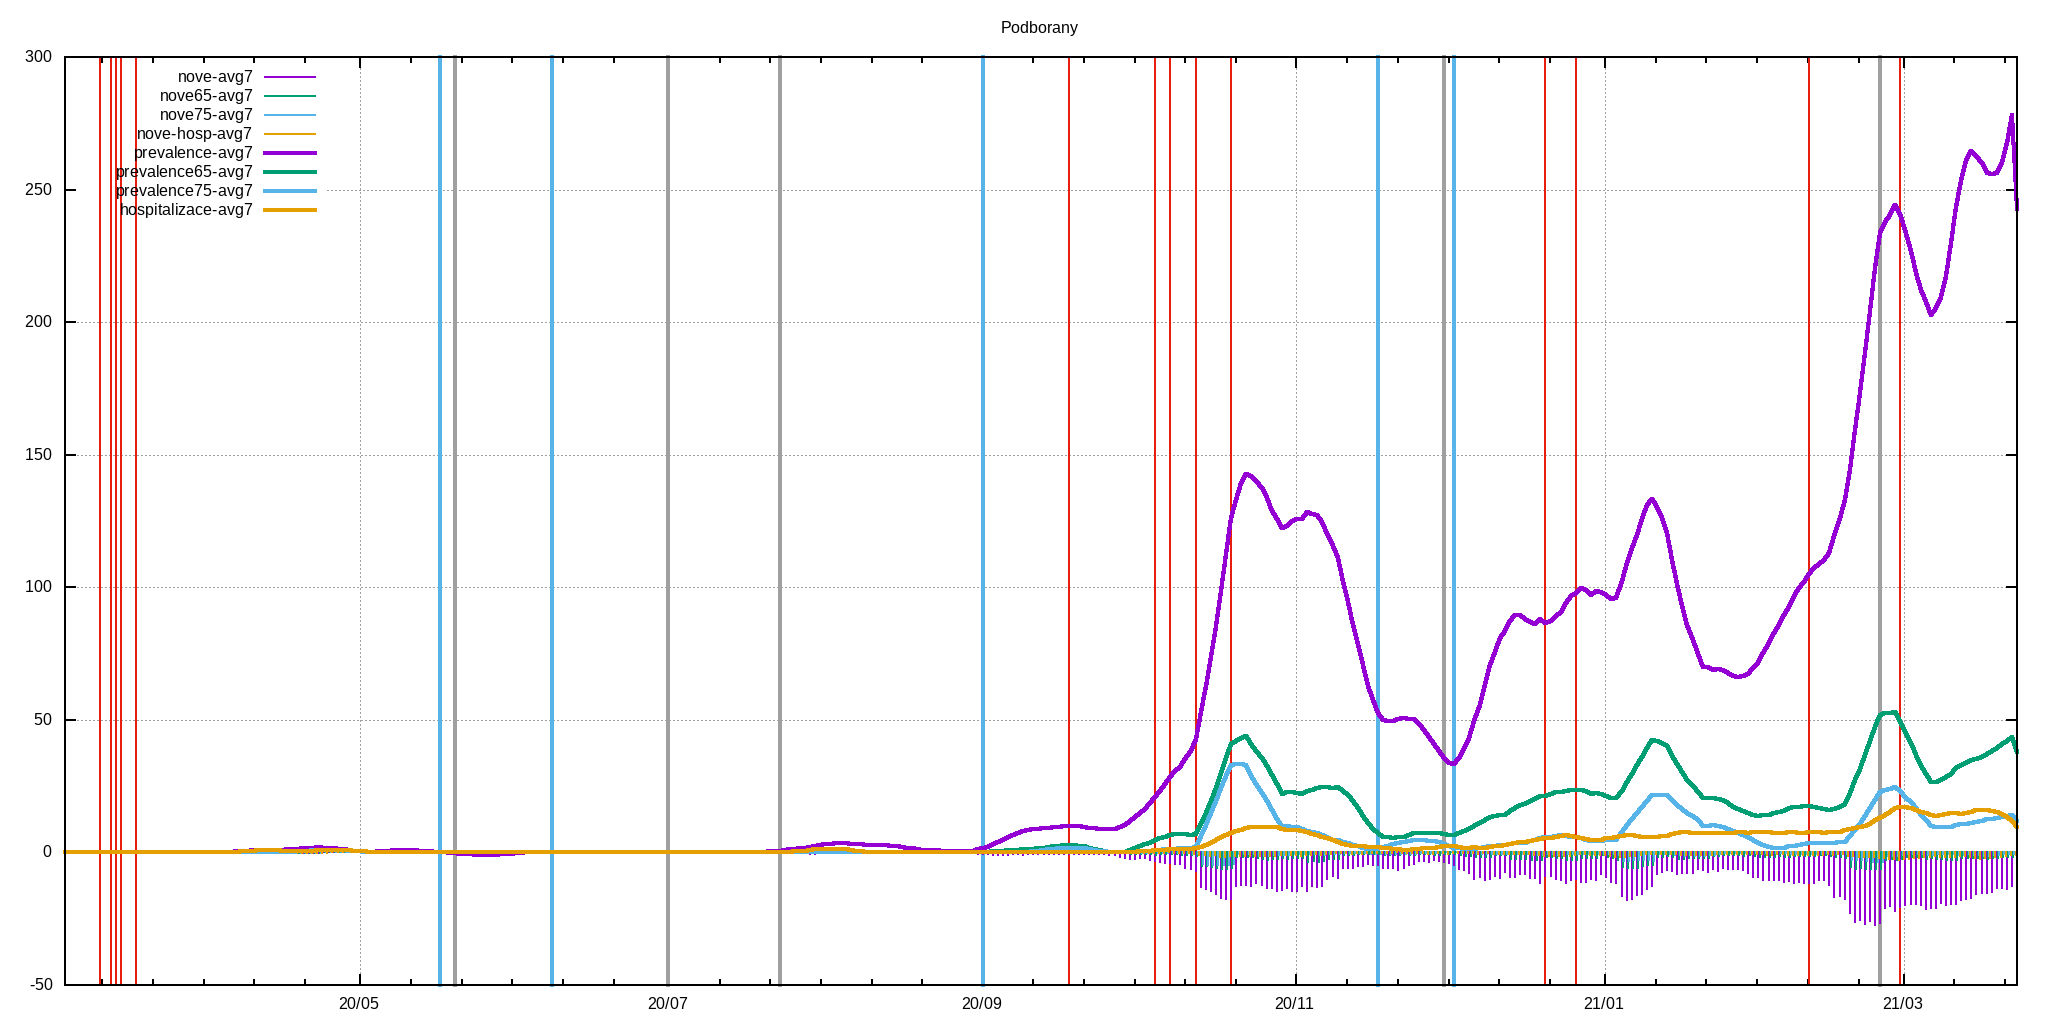 Podborany
300
250
200
150
100
50
0
-50
nove-avg7
nove65-avg7
nove75-avg7
nove-hosp-avg7
prevalence-avg7
prevalence65-avg7
prevalence75-avg7
hospitalizace-avg7
20/05 20/07 20/09 20/11 21/01 21/03